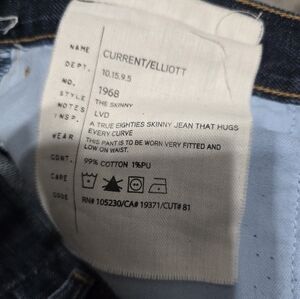 NAME CURRENT/ELLIOTT
DEPT. 10.15.9.5
NO. 1968
STYLE THE SKINNY
NOTES LVD
INSP. A TRUE EIGHTIES SKINNY JEAN THAT HUGS
EVERY CURVE
WEAR THIS PANT IS TO BE WORN VERY FITTED AND
LOW ON WAIST.
CONT. 99% COTTON 1%PU
CARE
CODE RN# 105230/CA# 19371/CUT# 81